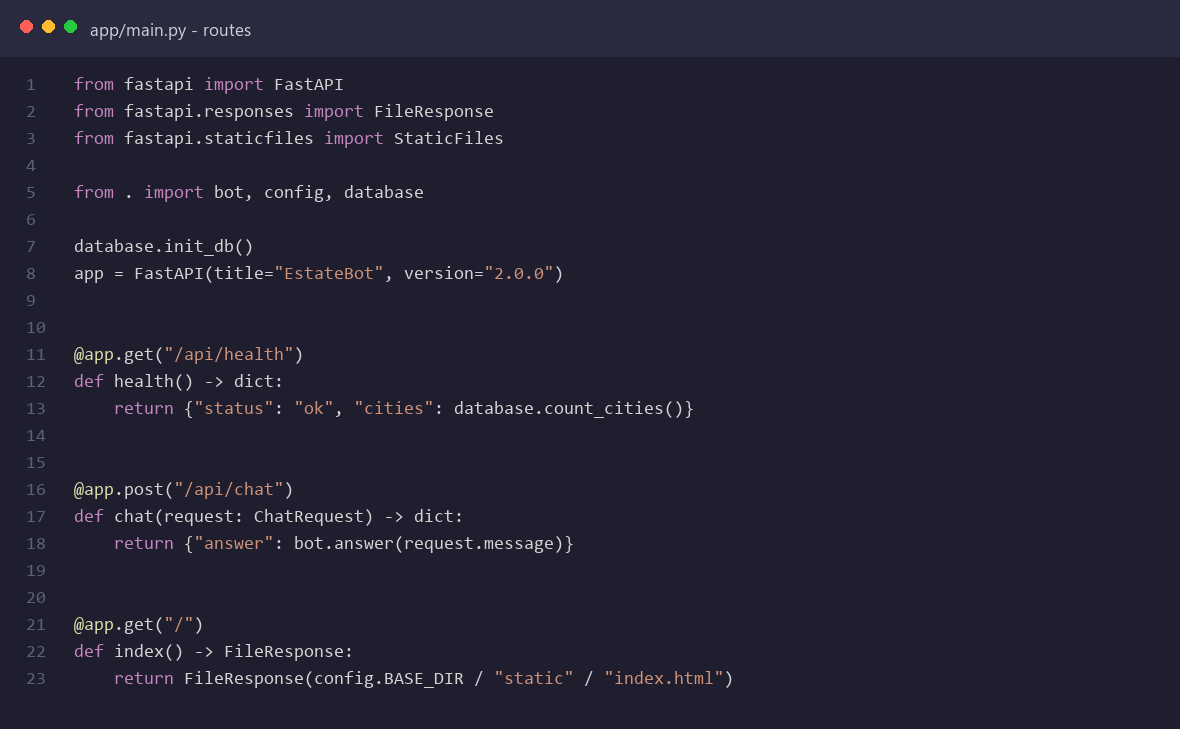 app/main.py - routes
1 from fastapi import FastAPI
2 from fastapi.responses import FileResponse
3 from fastapi.staticfiles import StaticFiles
4
5 from . import bot, config, database
6
7 database.init_db()
8 app = FastAPI(title="EstateBot", version="2.0.0")
9
10
11 @app.get("/api/health")
12 def health() -> dict:
13     return {"status": "ok", "cities": database.count_cities()}
14
15
16 @app.post("/api/chat")
17 def chat(request: ChatRequest) -> dict:
18     return {"answer": bot.answer(request.message)}
19
20
21 @app.get("/")
22 def index() -> FileResponse:
23     return FileResponse(config.BASE_DIR / "static" / "index.html")